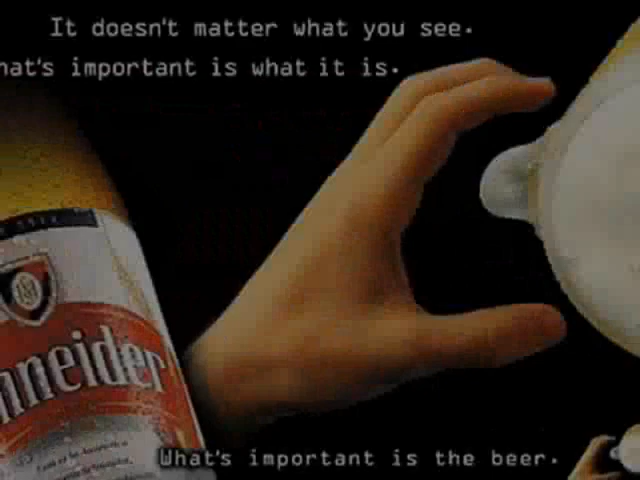 It doesn't matter what you see.
hat's important is what it is.
nneider
What's important is the beer.